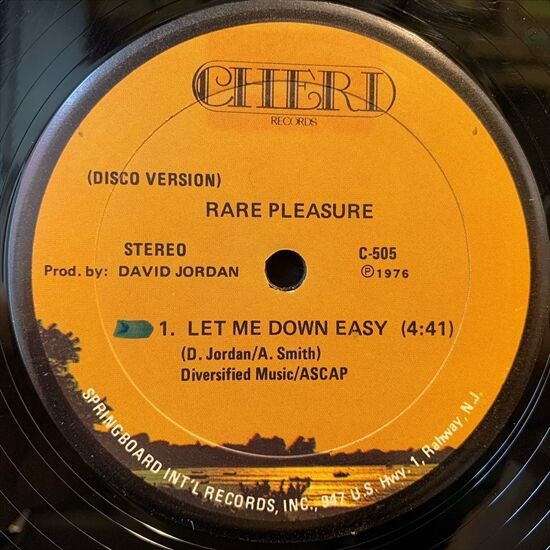 CHERI
RECORDS
(DISCO VERSION)
RARE PLEASURE
STEREO
C-505
Prod. by: DAVID JORDAN
℗ 1976
1. LET ME DOWN EASY (4:41)
(D. Jordan/A. Smith)
Diversified Music/ASCAP
SPRINGBOARD INT'L RECORDS, INC., 947 U.S. Hwy. 1, Rahway, N.J.